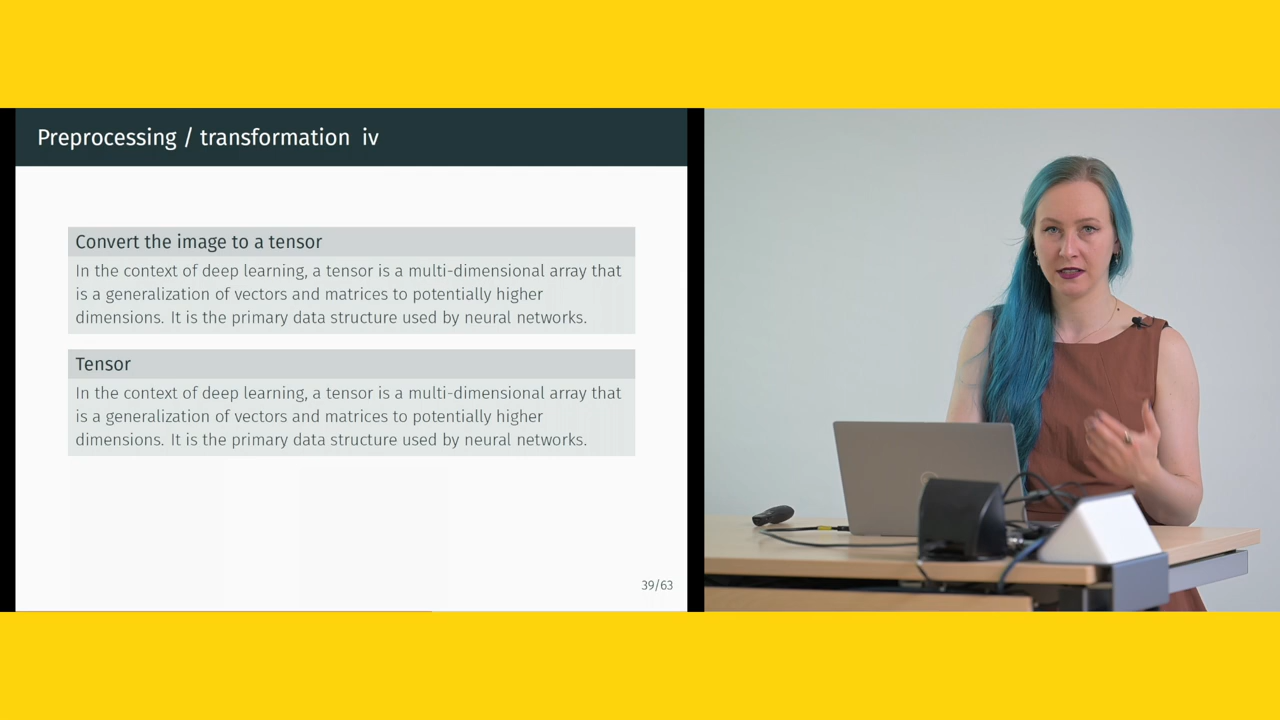 Preprocessing / transformation iv
Convert the image to a tensor
In the context of deep learning, a tensor is a multi-dimensional array that
is a generalization of vectors and matrices to potentially higher
dimensions. It is the primary data structure used by neural networks.
Tensor
In the context of deep learning, a tensor is a multi-dimensional array that
is a generalization of vectors and matrices to potentially higher
dimensions. It is the primary data structure used by neural networks.
39/63